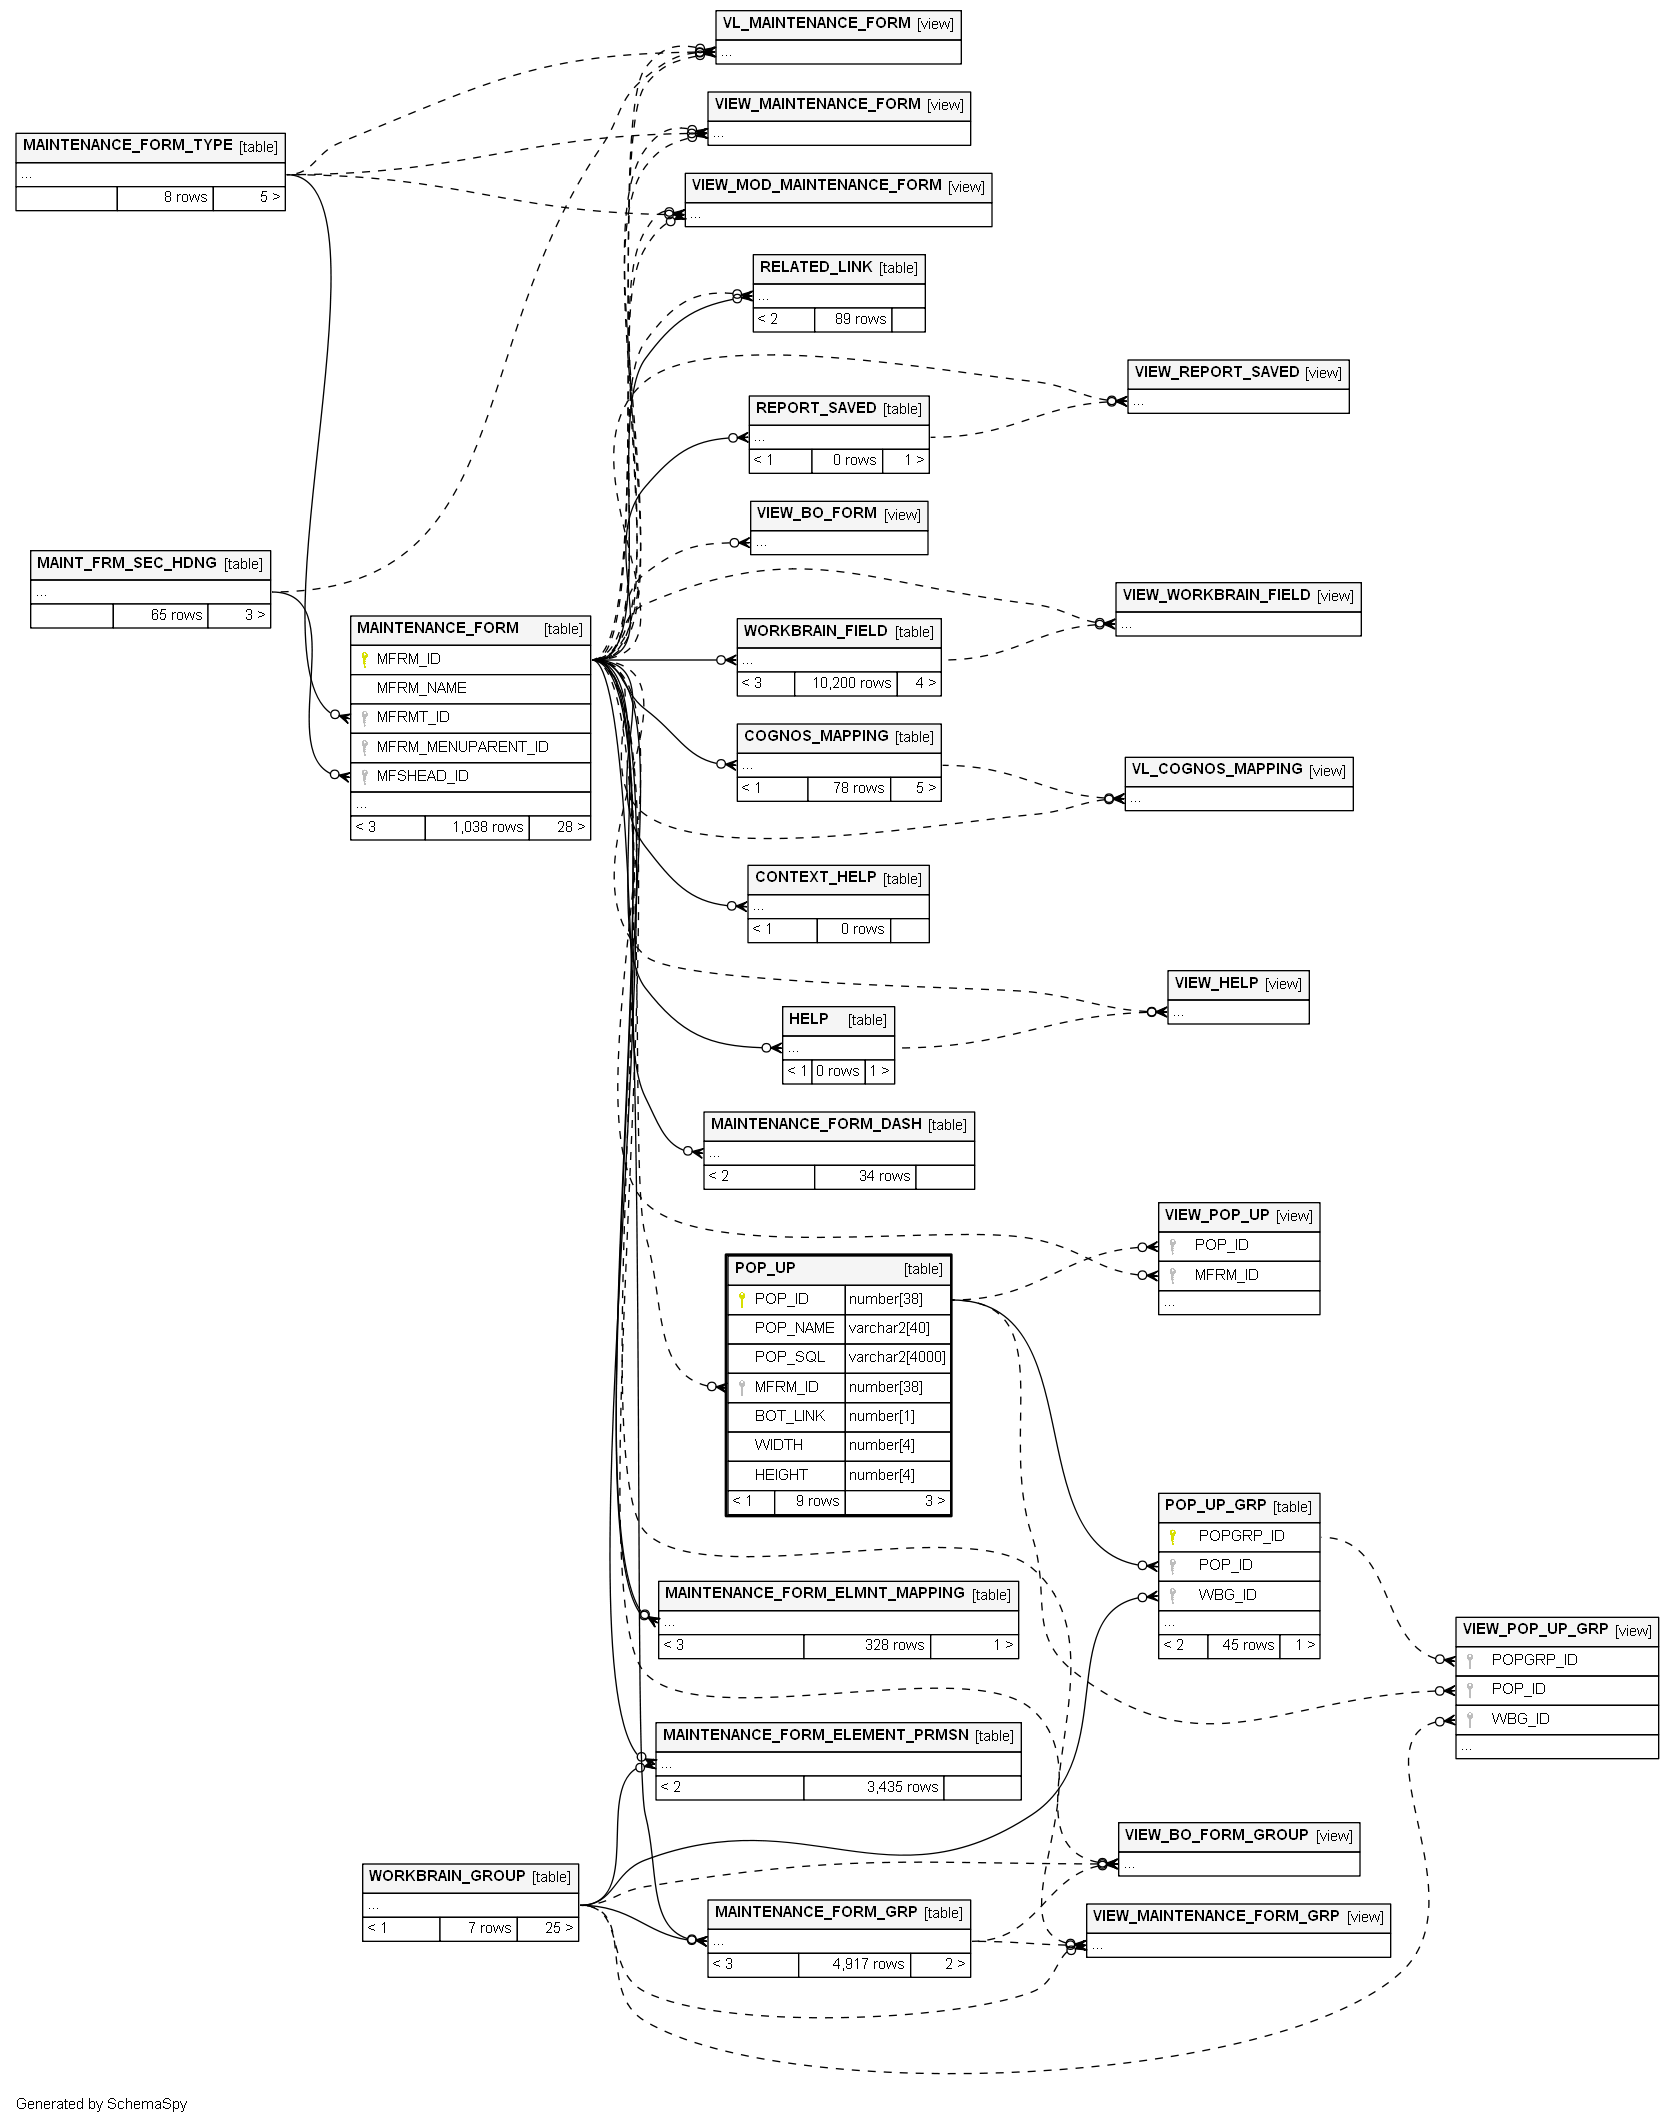 VL_MAINTENANCE_FORM [view]
...
VIEW_MAINTENANCE_FORM [view]
...
MAINTENANCE_FORM_TYPE [table]
...
8 rows 5 >
VIEW_MOD_MAINTENANCE_FORM [view]
...
RELATED_LINK [table]
...
< 2 89 rows
VIEW_REPORT_SAVED [view]
...
REPORT_SAVED [table]
...
< 1 0 rows 1 >
VIEW_BO_FORM [view]
...
MAINT_FRM_SEC_HDNG [table]
...
65 rows 3 >
VIEW_WORKBRAIN_FIELD [view]
...
MAINTENANCE_FORM [table]
MFRM_ID
MFRM_NAME
MFRMT_ID
MFRM_MENUPARENT_ID
MFSHEAD_ID
...
< 3 1,038 rows 28 >
WORKBRAIN_FIELD [table]
...
< 3 10,200 rows 4 >
COGNOS_MAPPING [table]
...
< 1 78 rows 5 >
VL_COGNOS_MAPPING [view]
...
CONTEXT_HELP [table]
...
< 1 0 rows
VIEW_HELP [view]
...
HELP [table]
...
< 1 0 rows 1 >
MAINTENANCE_FORM_DASH [table]
...
< 2 34 rows
VIEW_POP_UP [view]
POP_ID
MFRM_ID
...
POP_UP [table]
POP_ID number[38]
POP_NAME varchar2[40]
POP_SQL varchar2[4000]
MFRM_ID number[38]
BOT_LINK number[1]
WIDTH number[4]
HEIGHT number[4]
< 1 9 rows 3 >
POP_UP_GRP [table]
POPGRP_ID
POP_ID
WBG_ID
...
< 2 45 rows 1 >
MAINTENANCE_FORM_ELMNT_MAPPING [table]
...
< 3 328 rows 1 >
VIEW_POP_UP_GRP [view]
POPGRP_ID
POP_ID
WBG_ID
...
MAINTENANCE_FORM_ELEMENT_PRMSN [table]
...
< 2 3,435 rows
VIEW_BO_FORM_GROUP [view]
...
WORKBRAIN_GROUP [table]
...
< 1 7 rows 25 >
MAINTENANCE_FORM_GRP [table]
...
< 3 4,917 rows 2 >
VIEW_MAINTENANCE_FORM_GRP [view]
...
Generated by SchemaSpy